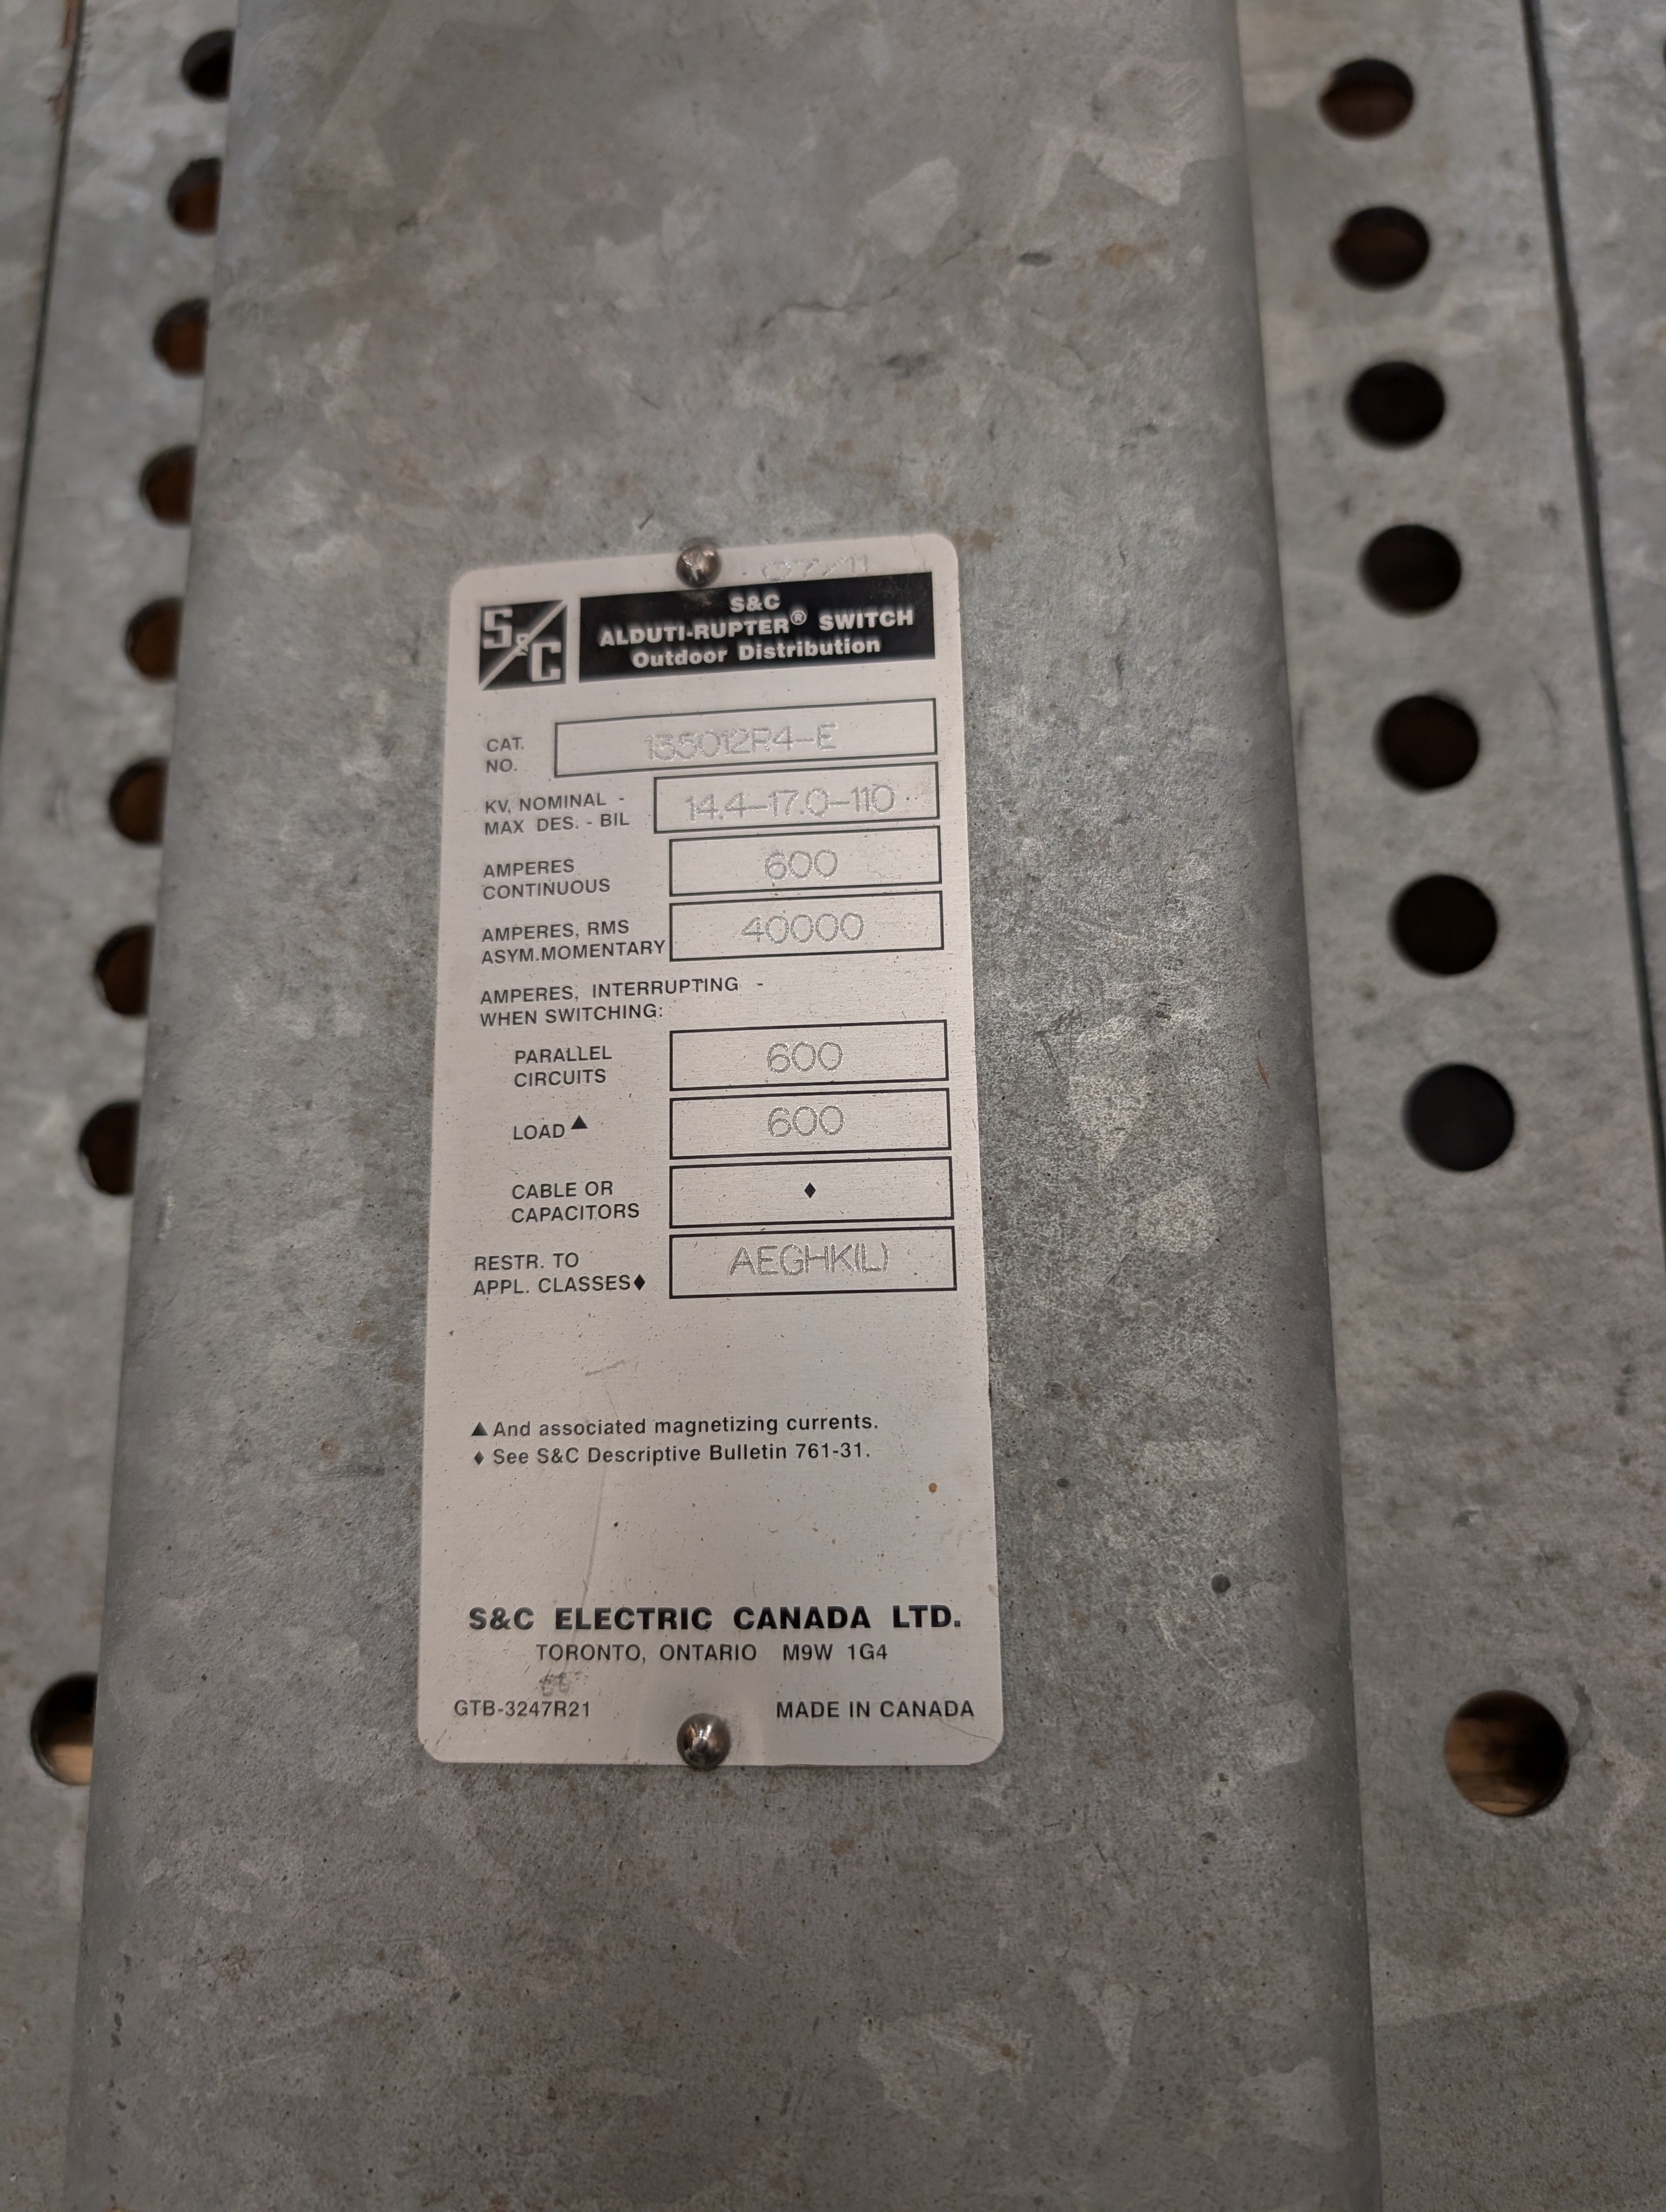 S&C
S&C
ALDUTI-RUPTER® SWITCH
Outdoor Distribution
CAT.
NO.
135012R4-E
KV, NOMINAL -
MAX DES. - BIL
14.4-17.0-110
AMPERES
CONTINUOUS
600
AMPERES, RMS
ASYM.MOMENTARY
40000
AMPERES, INTERRUPTING -
WHEN SWITCHING:
PARALLEL
CIRCUITS
600
LOAD▲
600
CABLE OR
CAPACITORS
♦
RESTR. TO
APPL. CLASSES♦
AEGHK(L)
▲ And associated magnetizing currents.
♦ See S&C Descriptive Bulletin 761-31.
S&C ELECTRIC CANADA LTD.
TORONTO, ONTARIO M9W 1G4
GTB-3247R21
MADE IN CANADA